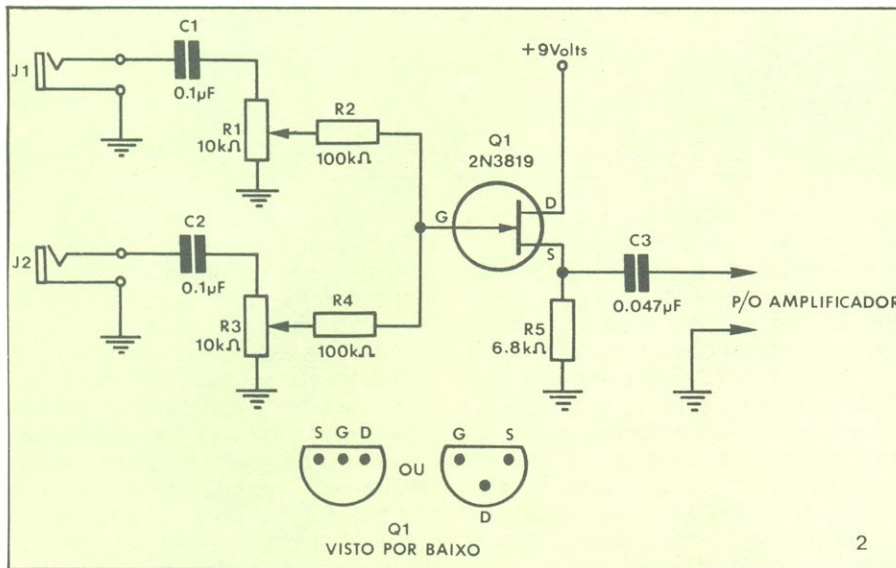 C1
+9Volts
J1
0.1µF
R1
10kΩ
R2
100kΩ
Q1
2N3819
D
G
S
C2
C3
J2
0.1µF
R4
0.047µF
P/O AMPLIFICADOR
R3
10kΩ
100kΩ
R5
6.8kΩ
S G D
OU
G S
D
Q1
VISTO POR BAIXO
2